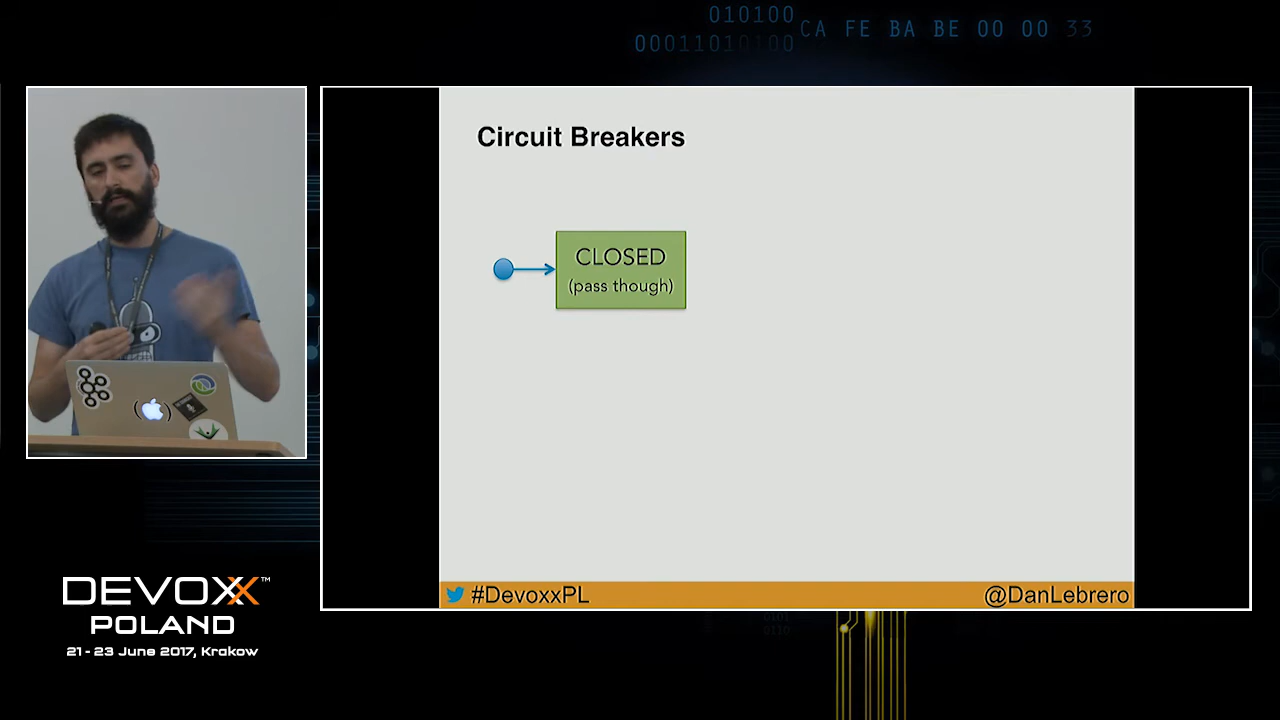 010100
00011010100
CA FE BA BE 00 00 33
Circuit Breakers
CLOSED
(pass though)
#DevoxxPL
@DanLebrero
DEVOXX™
POLAND
21 - 23 June 2017, Krakow